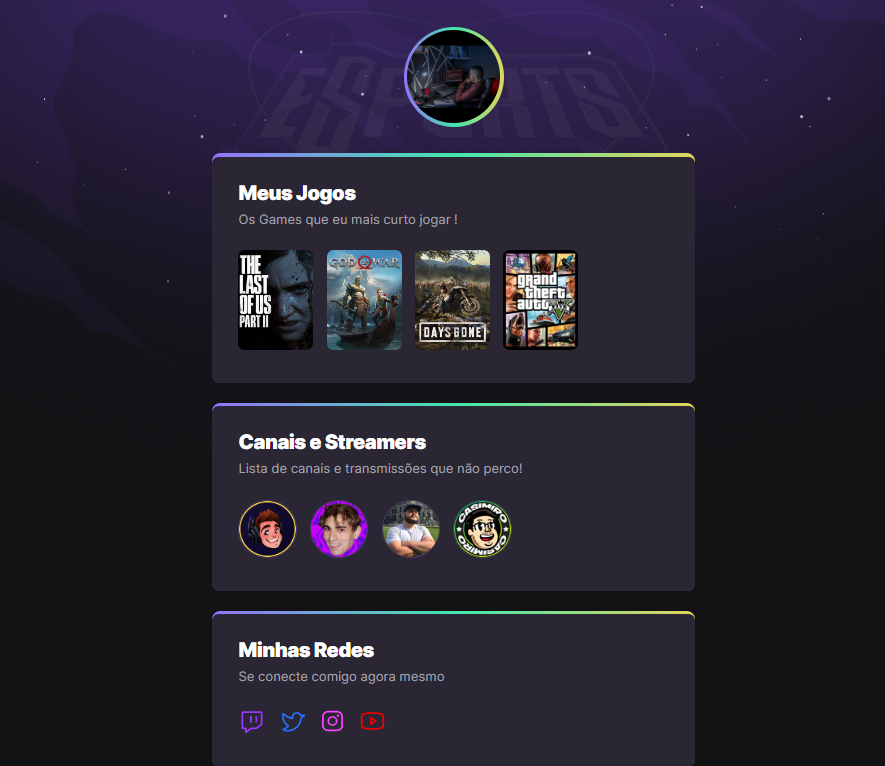 ESPORTS
Meus Jogos
Os Games que eu mais curto jogar !
THE
LAST
OF US
PART II
GOD OF WAR
DAYS GONE
grand
theft
auto V
Canais e Streamers
Lista de canais e transmissões que não perco!
CASIMIRO
CASIMIRO
Minhas Redes
Se conecte comigo agora mesmo